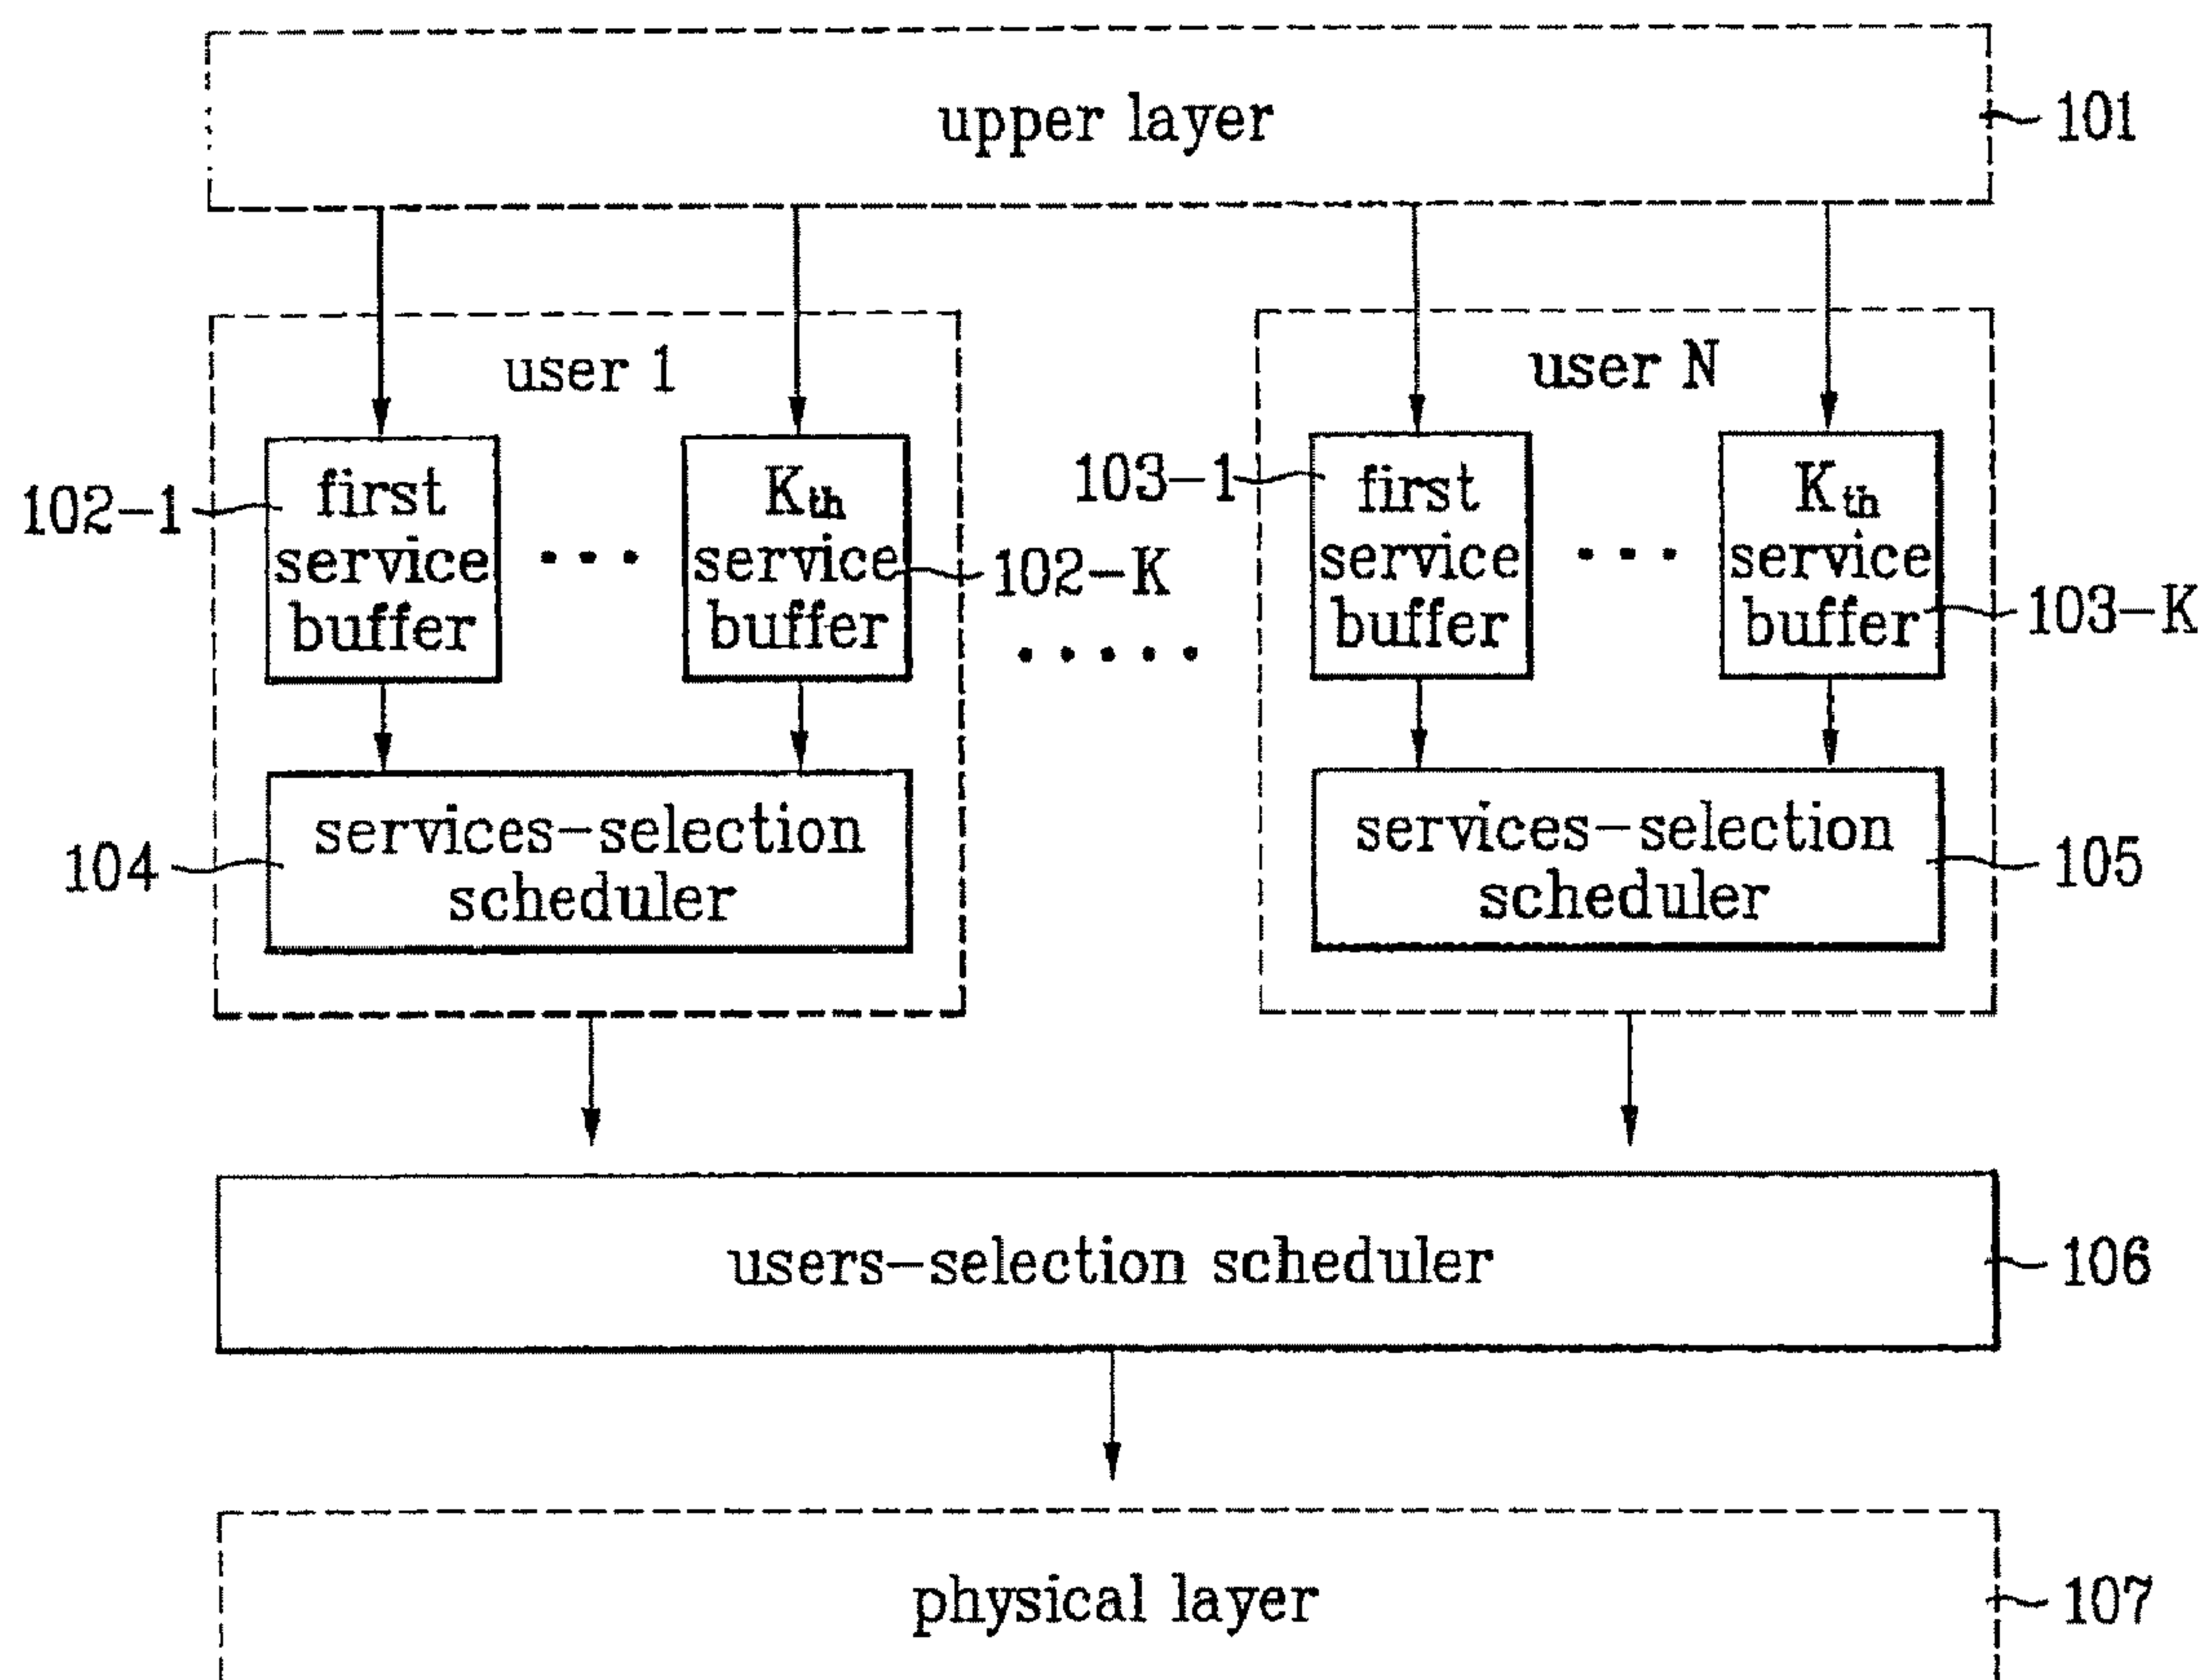 upper layer
101
user 1
user N
102-1
first
service
buffer
...
Kth
service
buffer
102-K
.....
103-1
first
service
buffer
...
Kth
service
buffer
103-K
104
services-selection
scheduler
services-selection
scheduler
105
users-selection scheduler
106
physical layer
107